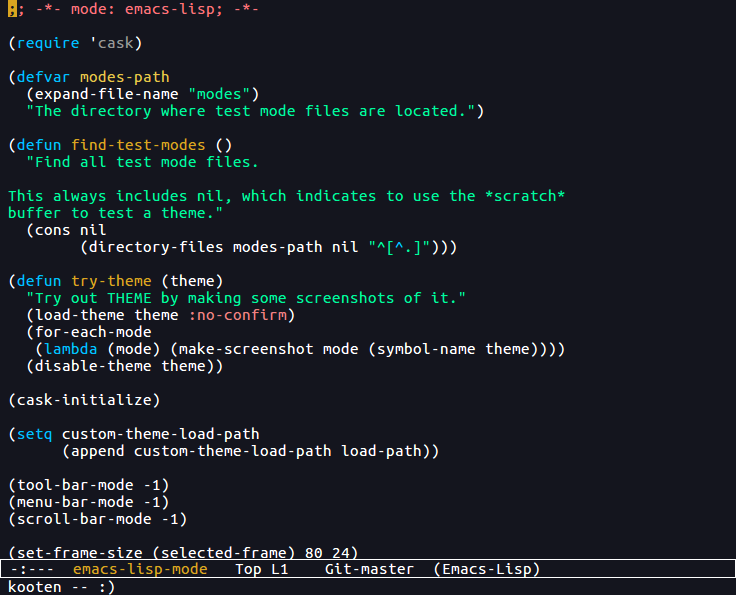 ;; -*- mode: emacs-lisp; -*-

(require 'cask)

(defvar modes-path
  (expand-file-name "modes")
  "The directory where test mode files are located.")

(defun find-test-modes ()
  "Find all test mode files.

This always includes nil, which indicates to use the *scratch*
buffer to test a theme."
  (cons nil
        (directory-files modes-path nil "^[^.]")))

(defun try-theme (theme)
  "Try out THEME by making some screenshots of it."
  (load-theme theme :no-confirm)
  (for-each-mode
   (lambda (mode) (make-screenshot mode (symbol-name theme))))
  (disable-theme theme))

(cask-initialize)

(setq custom-theme-load-path
      (append custom-theme-load-path load-path))

(tool-bar-mode -1)
(menu-bar-mode -1)
(scroll-bar-mode -1)

(set-frame-size (selected-frame) 80 24)
-:---  emacs-lisp-mode   Top L1    Git-master  (Emacs-Lisp)
kooten -- :)